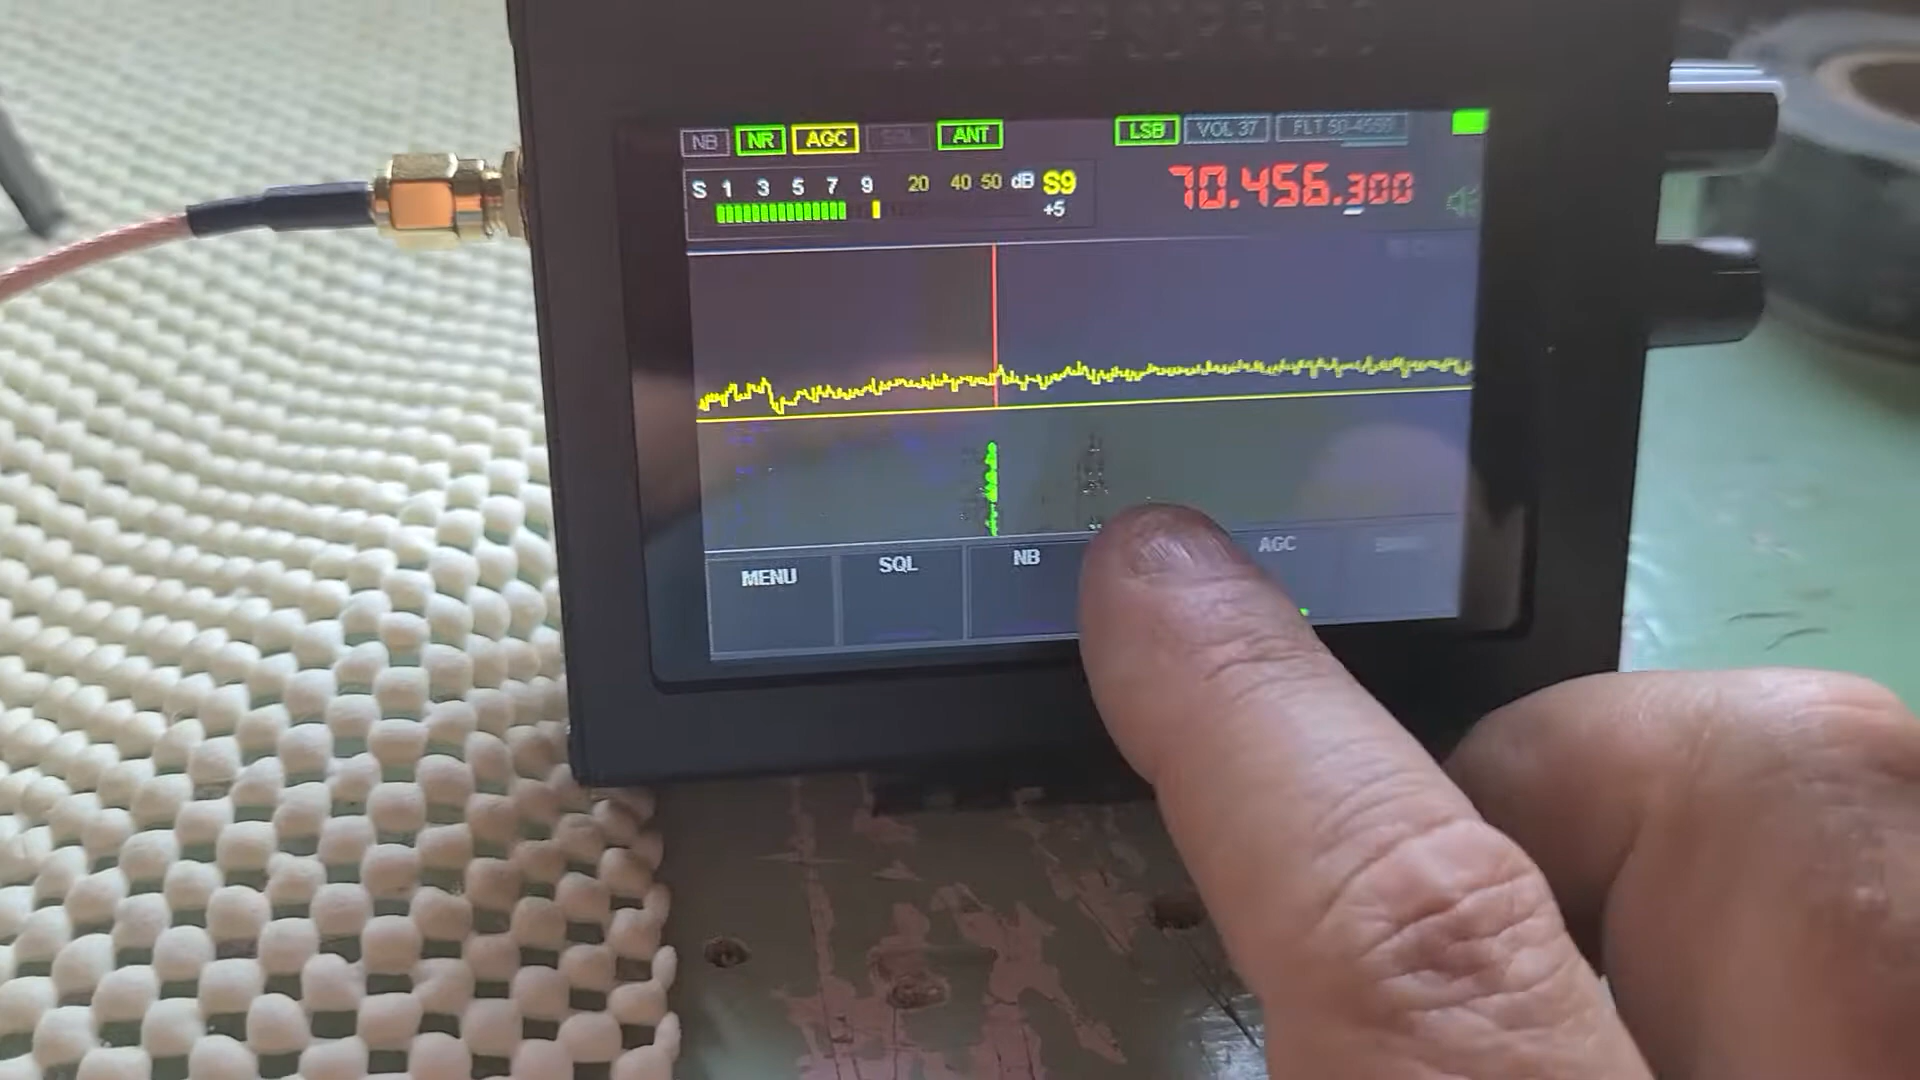 NB NR AGC SQL ANT LSB VOL 37 FLT 50-4550
S 1 3 5 7 9 20 40 50 dB S9
+5
70.456.300
MENU SQL NB AGC